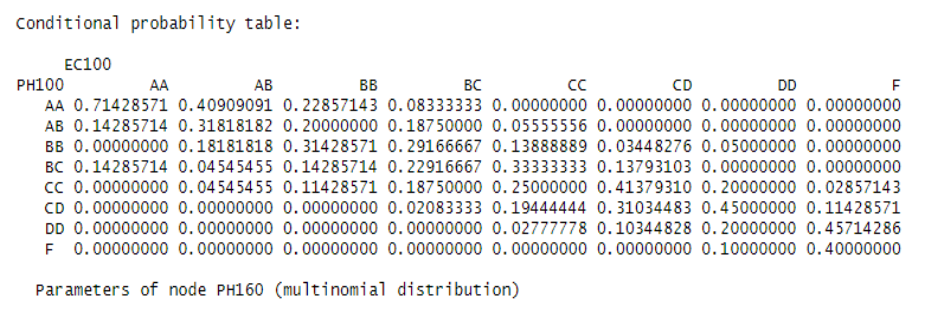 Conditional probability table:
EC100
PH100 AA AB BB BC CC CD DD F
AA 0.71428571 0.40909091 0.22857143 0.08333333 0.00000000 0.00000000 0.00000000 0.00000000
AB 0.14285714 0.31818182 0.20000000 0.18750000 0.05555556 0.00000000 0.00000000 0.00000000
BB 0.00000000 0.18181818 0.31428571 0.29166667 0.13888889 0.03448276 0.05000000 0.00000000
BC 0.14285714 0.04545455 0.14285714 0.22916667 0.33333333 0.13793103 0.00000000 0.00000000
CC 0.00000000 0.04545455 0.11428571 0.18750000 0.25000000 0.41379310 0.20000000 0.02857143
CD 0.00000000 0.00000000 0.00000000 0.02083333 0.19444444 0.31034483 0.45000000 0.11428571
DD 0.00000000 0.00000000 0.00000000 0.00000000 0.02777778 0.10344828 0.20000000 0.45714286
F 0.00000000 0.00000000 0.00000000 0.00000000 0.00000000 0.00000000 0.10000000 0.40000000
Parameters of node PH160 (multinomial distribution)